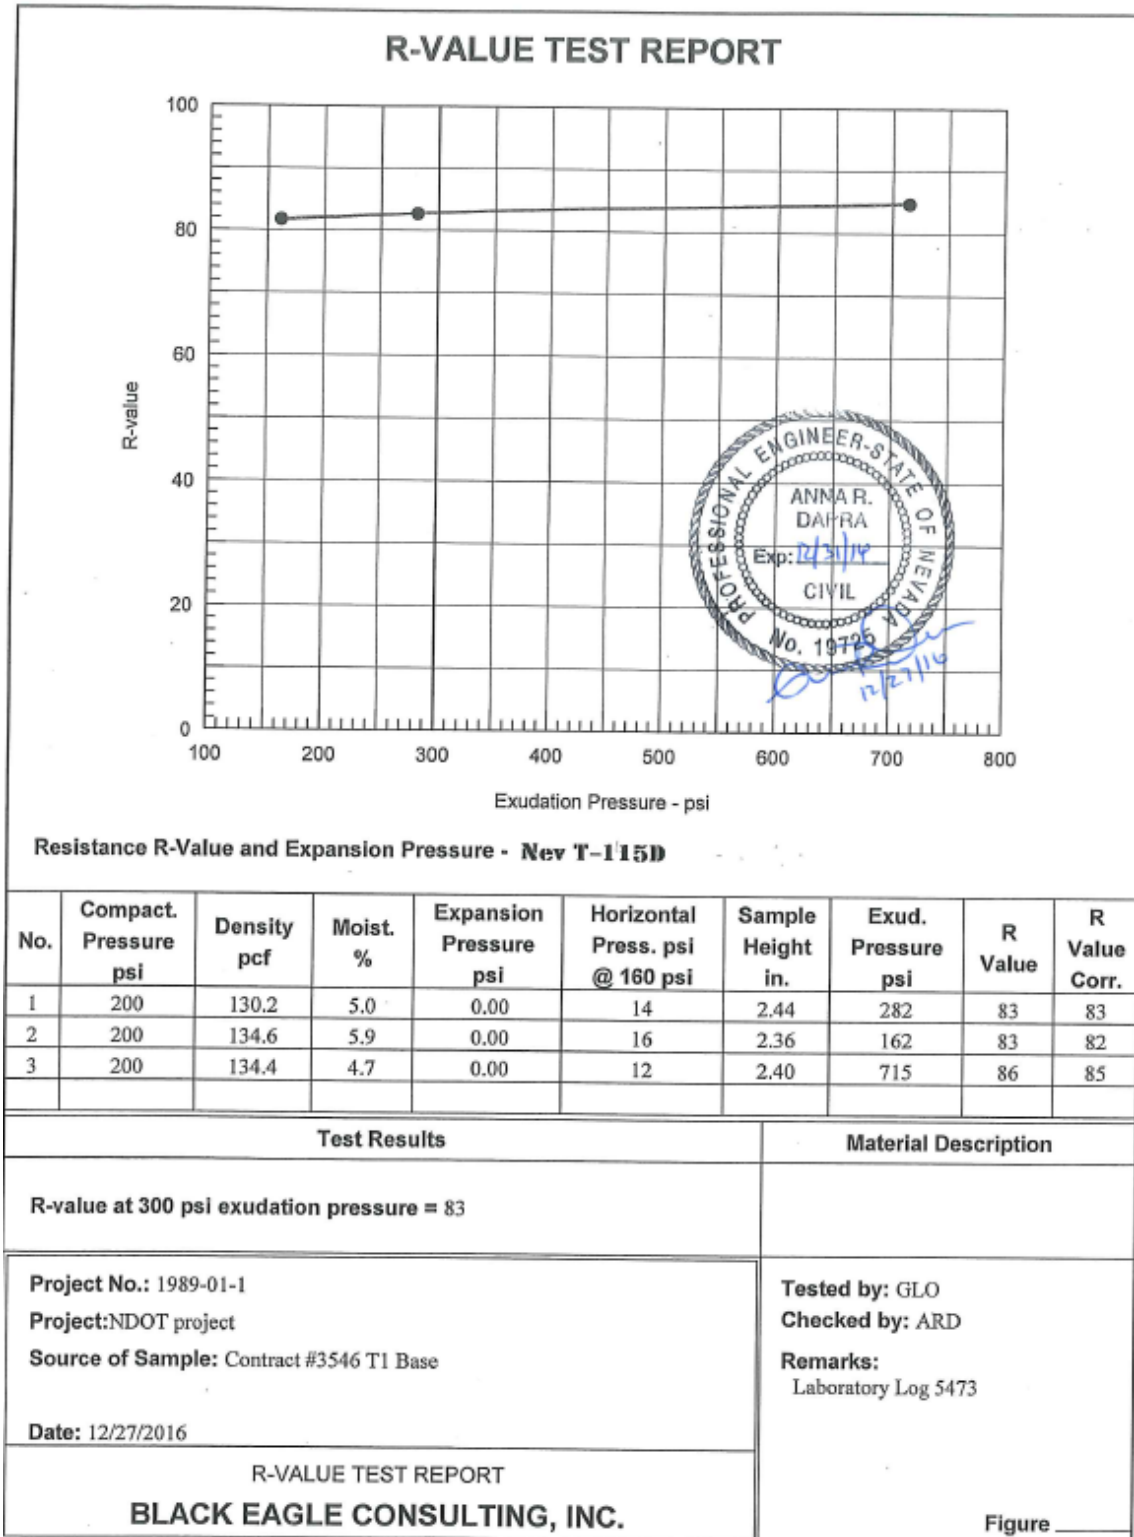 R-VALUE TEST REPORT
100
80
60
40
20
0
R-value
100 200 300 400 500 600 700 800
Exudation Pressure - psi
PROFESSIONAL ENGINEER-STATE OF NEVADA
ANNA R.
DAPRA
Exp:
CIVIL
No. 19725
12/27/16
Resistance R-Value and Expansion Pressure - Nev T-115D
No. Compact. Pressure psi Density pcf Moist. % Expansion Pressure psi Horizontal Press. psi @ 160 psi Sample Height in. Exud. Pressure psi R Value R Value Corr.
1 200 130.2 5.0 0.00 14 2.44 282 83 83
2 200 134.6 5.9 0.00 16 2.36 162 83 82
3 200 134.4 4.7 0.00 12 2.40 715 86 85
Test Results
Material Description
R-value at 300 psi exudation pressure = 83
Project No.: 1989-01-1
Project:NDOT project
Source of Sample: Contract #3546 T1 Base
Date: 12/27/2016
Tested by: GLO
Checked by: ARD
Remarks:
Laboratory Log 5473
R-VALUE TEST REPORT
BLACK EAGLE CONSULTING, INC.
Figure